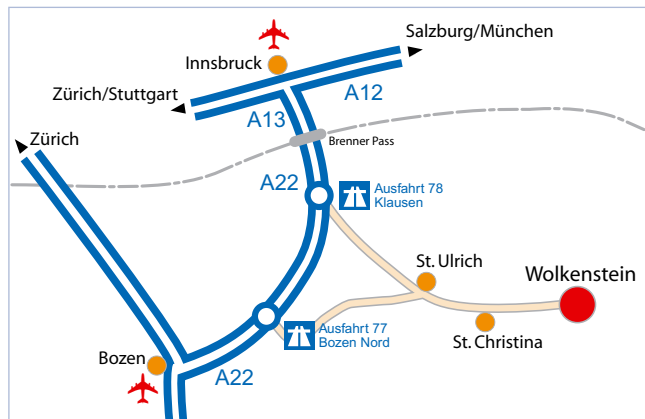 Salzburg/München
Innsbruck
Zürich/Stuttgart
A12
A13
Zürich
Brenner Pass
A22
Ausfahrt 78
Klausen
St. Ulrich
Wolkenstein
Ausfahrt 77
Bozen Nord
St. Christina
Bozen
A22